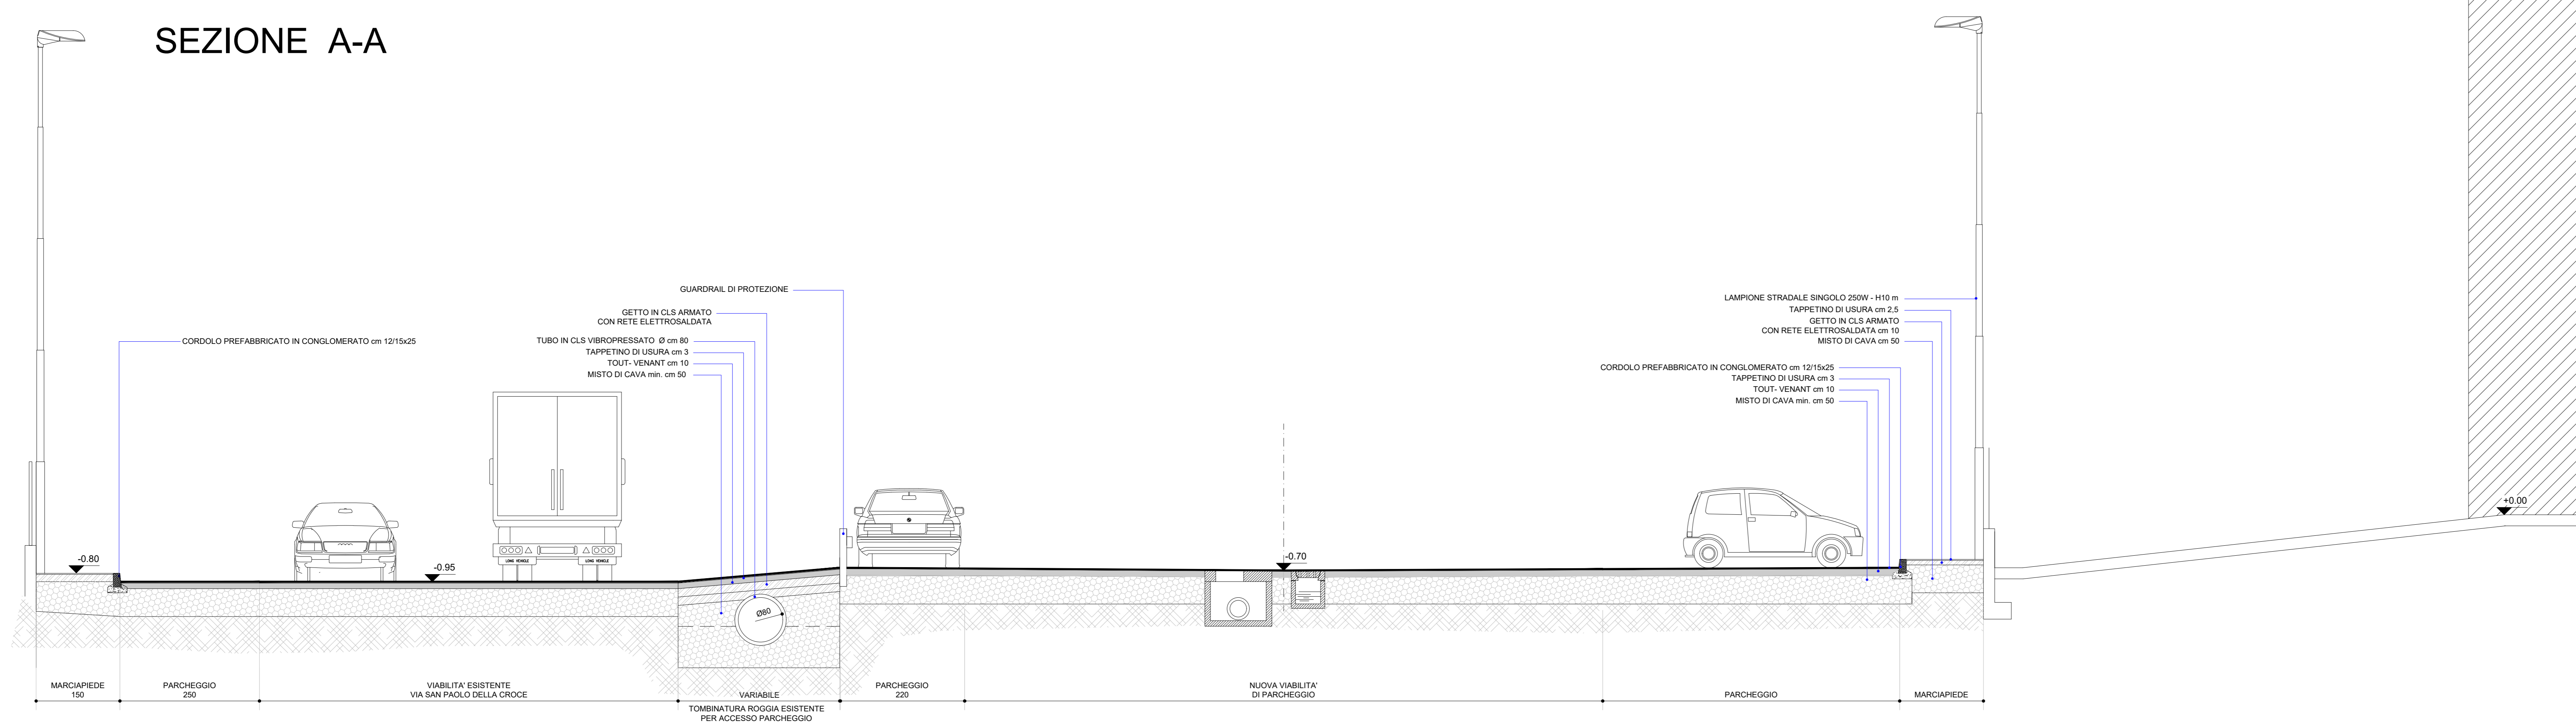 SEZIONE A-A
GUARDRAIL DI PROTEZIONE
GETTO IN CLS ARMATO
CON RETE ELETTROSALDATA
CORDOLO PREFABBRICATO IN CONGLOMERATO cm 12/15x25
TUBO IN CLS VIBROPRESSATO Ø cm 80
TAPPETINO DI USURA cm 3
TOUT- VENANT cm 10
MISTO DI CAVA min. cm 50
LAMPIONE STRADALE SINGOLO 250W - H10 m
TAPPETINO DI USURA cm 2,5
GETTO IN CLS ARMATO
CON RETE ELETTROSALDATA cm 10
MISTO DI CAVA cm 50
CORDOLO PREFABBRICATO IN CONGLOMERATO cm 12/15x25
TAPPETINO DI USURA cm 3
TOUT- VENANT cm 10
MISTO DI CAVA min. cm 50
+0.00
-0.80
-0.95
LONG VEHICLE
LONG VEHICLE
-0.70
Ø80
MARCIAPIEDE
150
PARCHEGGIO
250
VIABILITA' ESISTENTE
VIA SAN PAOLO DELLA CROCE
VARIABILE
TOMBINATURA ROGGIA ESISTENTE
PER ACCESSO PARCHEGGIO
PARCHEGGIO
220
NUOVA VIABILITA'
DI PARCHEGGIO
PARCHEGGIO
MARCIAPIEDE